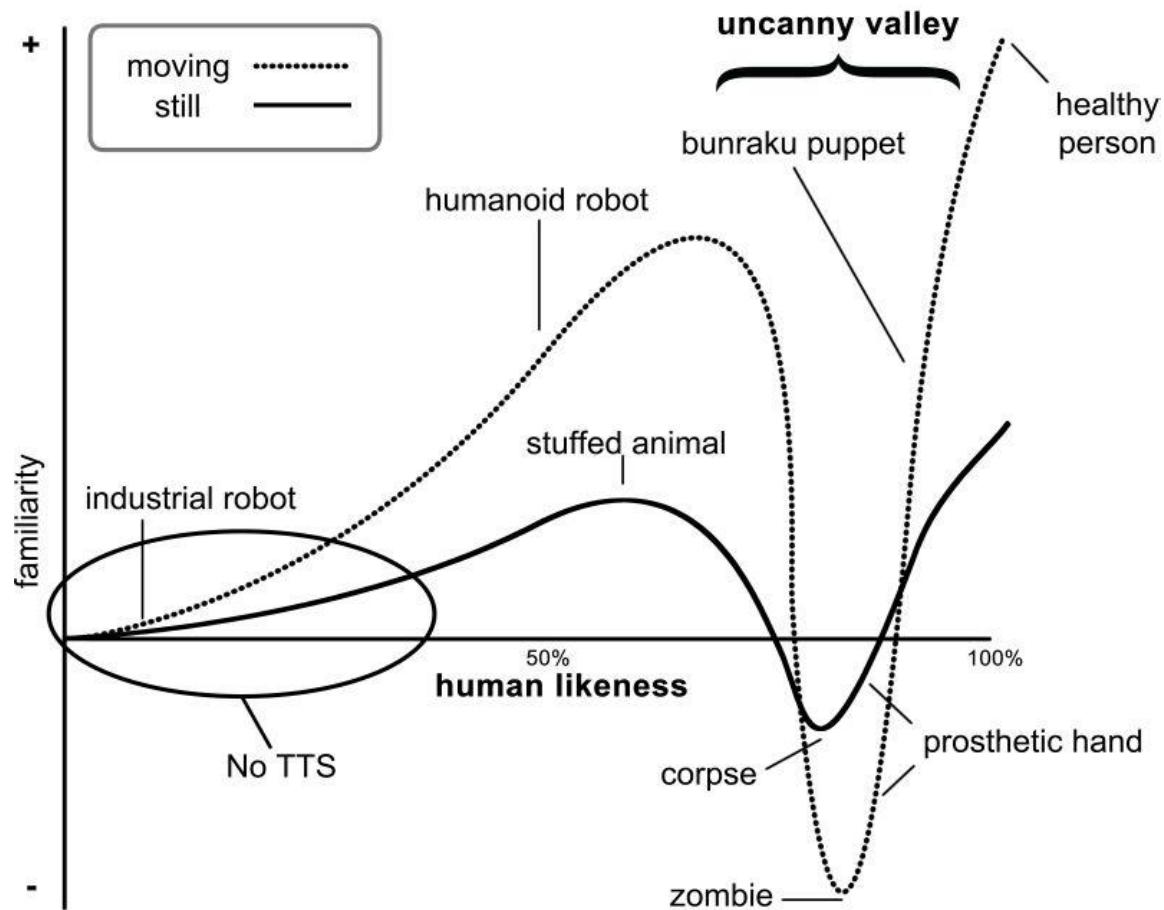 +
uncanny valley
moving
still
healthy
person
bunraku puppet
humanoid robot
stuffed animal
industrial robot
familiarity
50%
100%
human likeness
prosthetic hand
No TTS
corpse
-
zombie